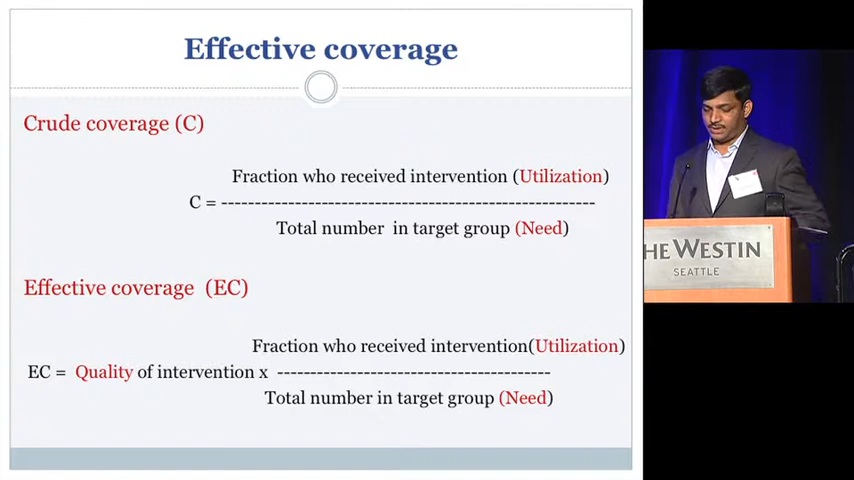 Effective coverage
Crude coverage (C)
Fraction who received intervention (Utilization)
C = -------------------------------------------------------------
Total number in target group (Need)
Effective coverage (EC)
Fraction who received intervention(Utilization)
EC = Quality of intervention x --------------------------------------------
Total number in target group (Need)
HE WESTIN
SEATTLE